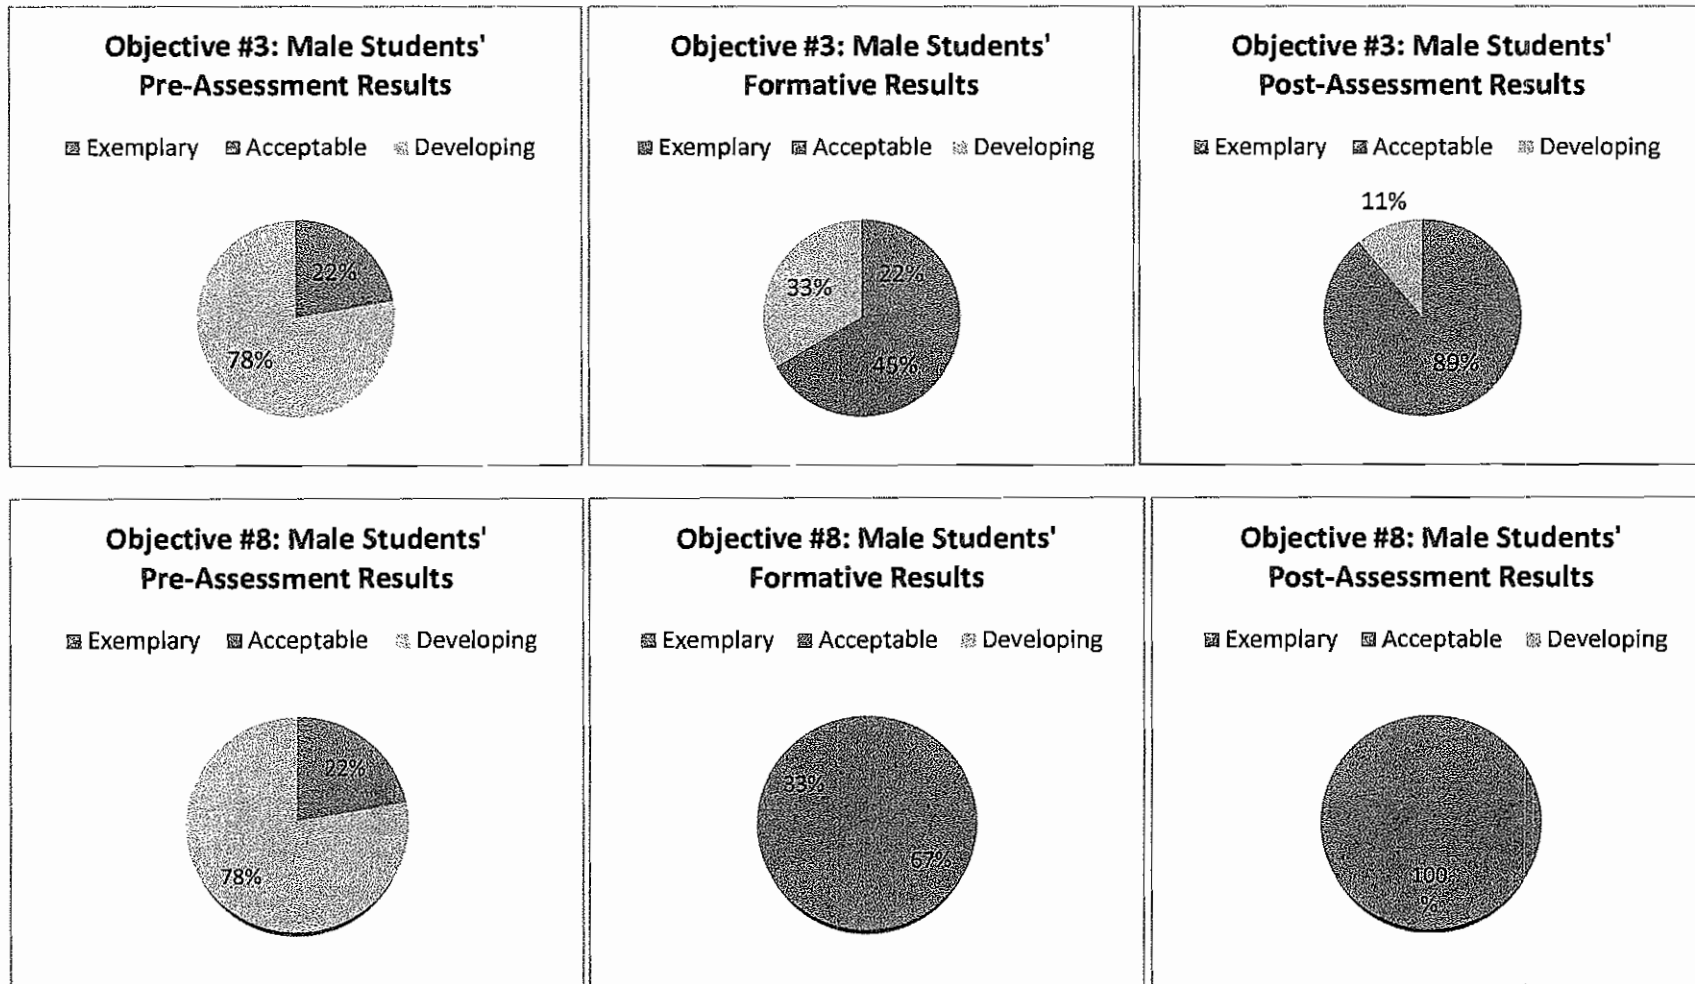 Objective #3: Male Students'
Pre-Assessment Results
Exemplary Acceptable Developing
22%
78%
Objective #3: Male Students'
Formative Results
Exemplary Acceptable Developing
33%
22%
45%
Objective #3: Male Students'
Post-Assessment Results
Exemplary Acceptable Developing
11%
89%
Objective #8: Male Students'
Pre-Assessment Results
Exemplary Acceptable Developing
22%
78%
Objective #8: Male Students'
Formative Results
Exemplary Acceptable Developing
33%
67%
Objective #8: Male Students'
Post-Assessment Results
Exemplary Acceptable Developing
100
%